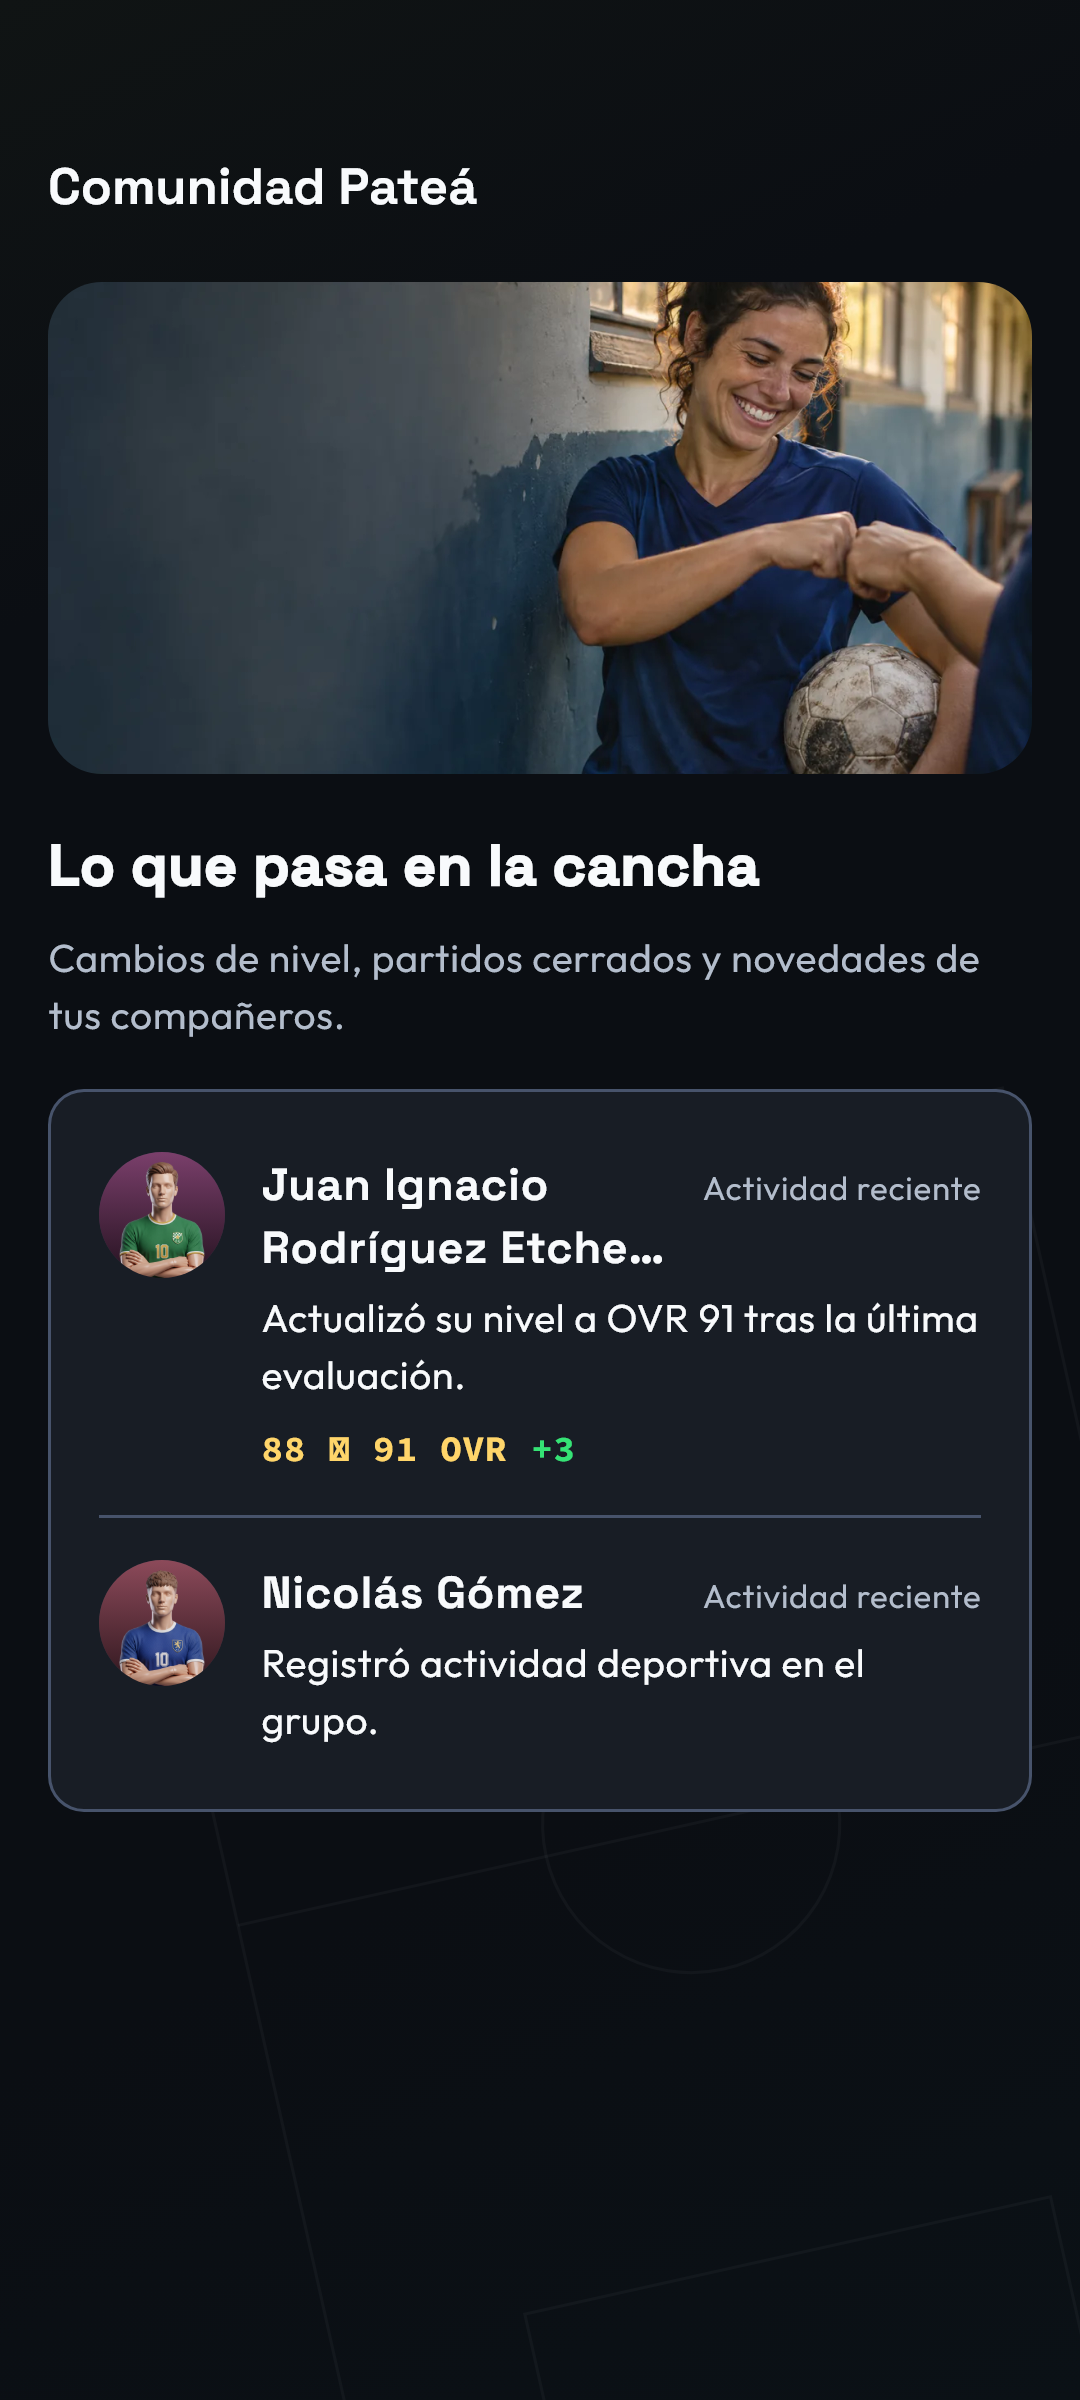 Comunidad Pateá
Lo que pasa en la cancha
Cambios de nivel, partidos cerrados y novedades de
tus compañeros.
Juan Ignacio
Rodríguez Etche...
Actividad reciente
Actualizó su nivel a OVR 91 tras la última
evaluación.
88 ☒ 91 OVR +3
Nicolás Gómez
Actividad reciente
Registró actividad deportiva en el
grupo.
10
10